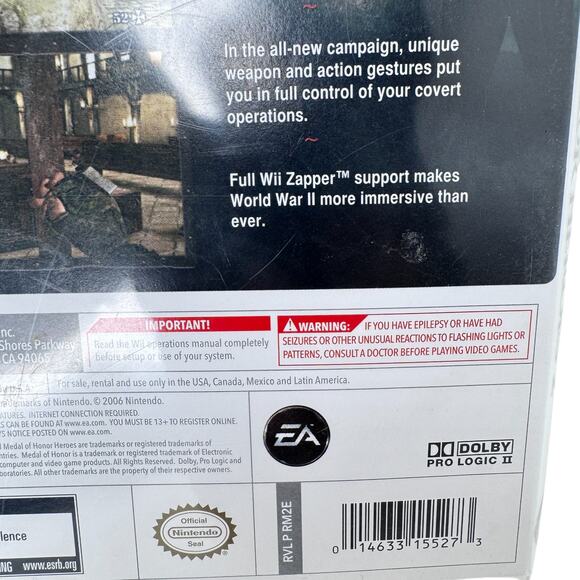 52
In the all-new campaign, unique
weapon and action gestures put
you in full control of your covert
operations.
~
Full Wii Zapper™ support makes
World War II more immersive than
ever.
Inc.
Shores Parkway
CA 94065
IMPORTANT!
Read the Wii operations manual completely
before setup or use of your system.
WARNING: IF YOU HAVE EPILEPSY OR HAVE HAD
SEIZURES OR OTHER UNUSUAL REACTIONS TO FLASHING LIGHTS OR
PATTERNS, CONSULT A DOCTOR BEFORE PLAYING VIDEO GAMES.
For sale, rental and use only in the USA, Canada, Mexico and Latin America.
trademarks of Nintendo. © 2006 Nintendo.
INTERNET CONNECTION REQUIRED.
S CAN BE FOUND AT www.ea.com. YOU MUST BE 13+ TO REGISTER ONLINE.
S NOTICE POSTED ON www.ea.com.
Medal of Honor Heroes are trademarks or registered trademarks of
ntries. Medal of Honor is a trademark or registered trademark of Electronic
computer and video game products. All Rights Reserved. Dolby, Pro Logic and
boratories. All other trademarks are the property of their respective owners.
EA
DOLBY
PRO LOGIC II
lence
NG www.esrb.org
Official
Nintendo
Seal
RVL P RM2E
0 14633 15527 3